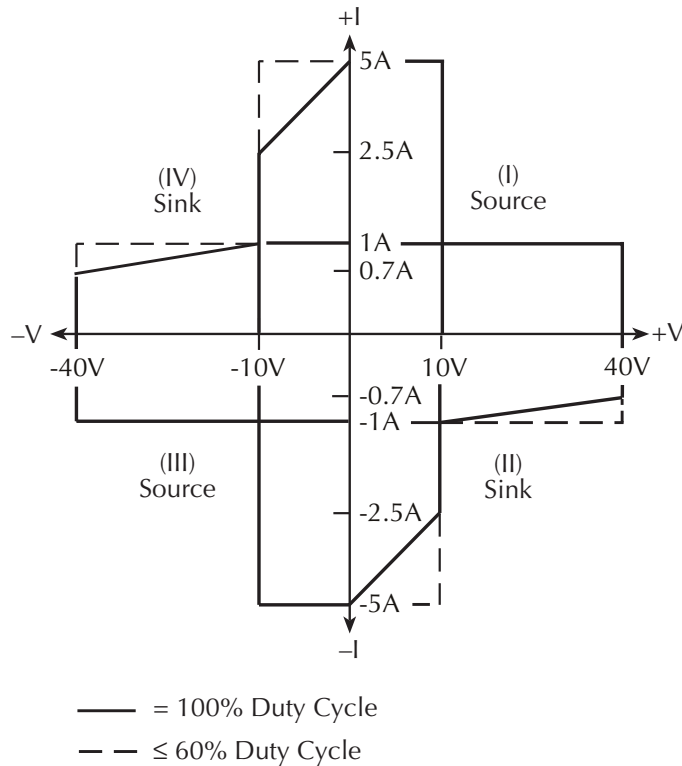 +I
5A
2.5A
(IV)
Sink
(I)
Source
1A
0.7A
–V
+V
-40V
-10V
10V
40V
-0.7A
-1A
(III)
Source
(II)
Sink
-2.5A
-5A
–I
= 100% Duty Cycle
≤ 60% Duty Cycle